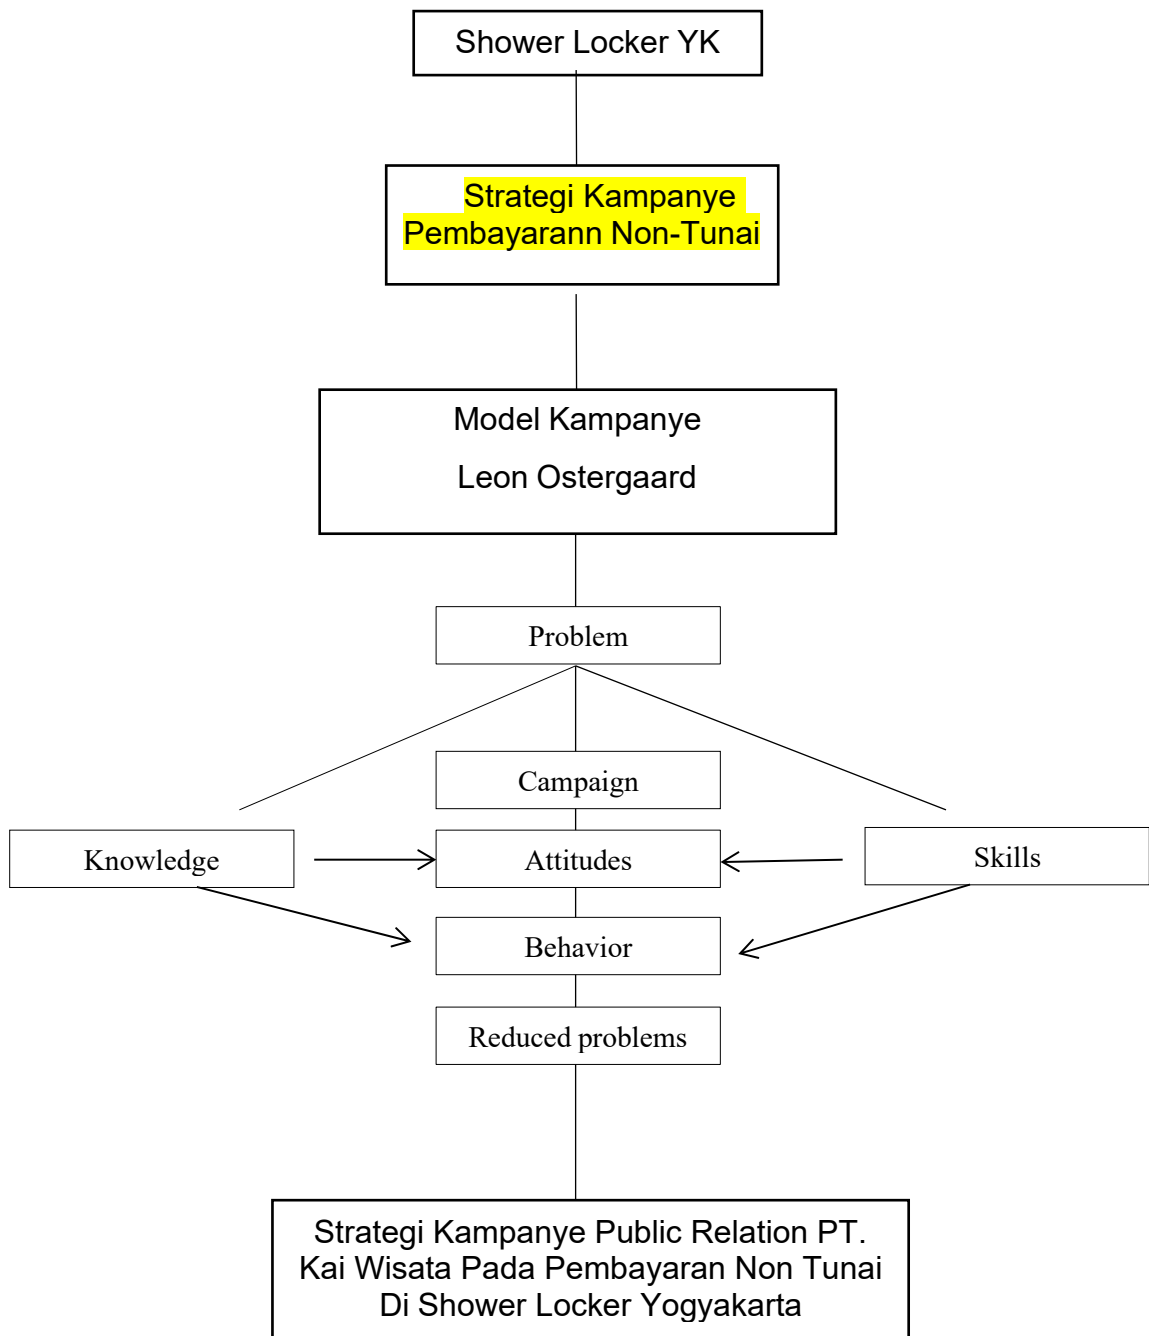 Shower Locker YK
Strategi Kampanye
Pembayarann Non-Tunai
Model Kampanye
Leon Ostergaard
Problem
Campaign
Knowledge
Attitudes
Skills
Behavior
Reduced problems
Strategi Kampanye Public Relation PT.
Kai Wisata Pada Pembayaran Non Tunai
Di Shower Locker Yogyakarta